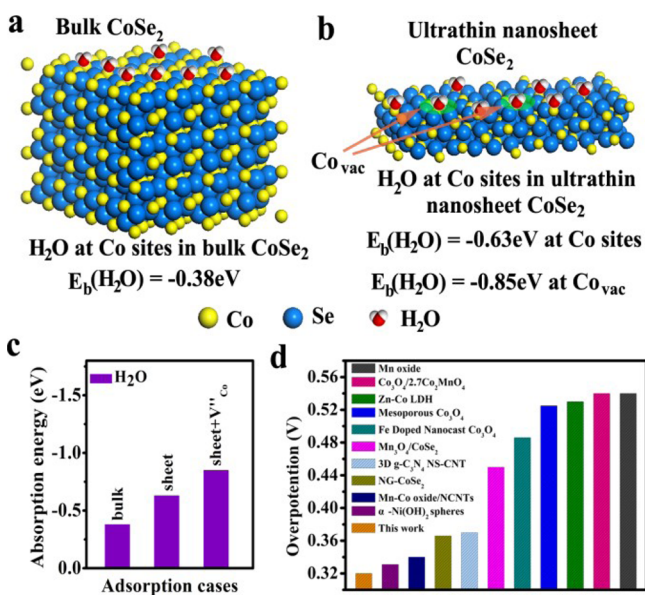 a
Bulk CoSe2
H2O at Co sites in bulk CoSe2
Eb(H2O) = -0.38eV
b
Ultrathin nanosheet
CoSe2
Covac
H2O at Co sites in ultrathin
nanosheet CoSe2
Eb(H2O) = -0.63eV at Co sites
Eb(H2O) = -0.85eV at Covac
Co Se H2O
c
H2O
Absorption energy (eV)
-1.5
-1.0
-0.5
0.0
bulk
sheet
sheet+V''Co
Adsorption cases
d
Overpotention (V)
0.56
0.52
0.48
0.44
0.40
0.36
0.32
Mn oxide
Co3O4/2.7Co2MnO4
Zn-Co LDH
Mesoporous Co3O4
Fe Doped Nanocast Co3O4
Mn3O4/CoSe2
3D g-C3N4 NS-CNT
NG-CoSe2
Mn-Co oxide/NCNTs
α -Ni(OH)2 spheres
This work